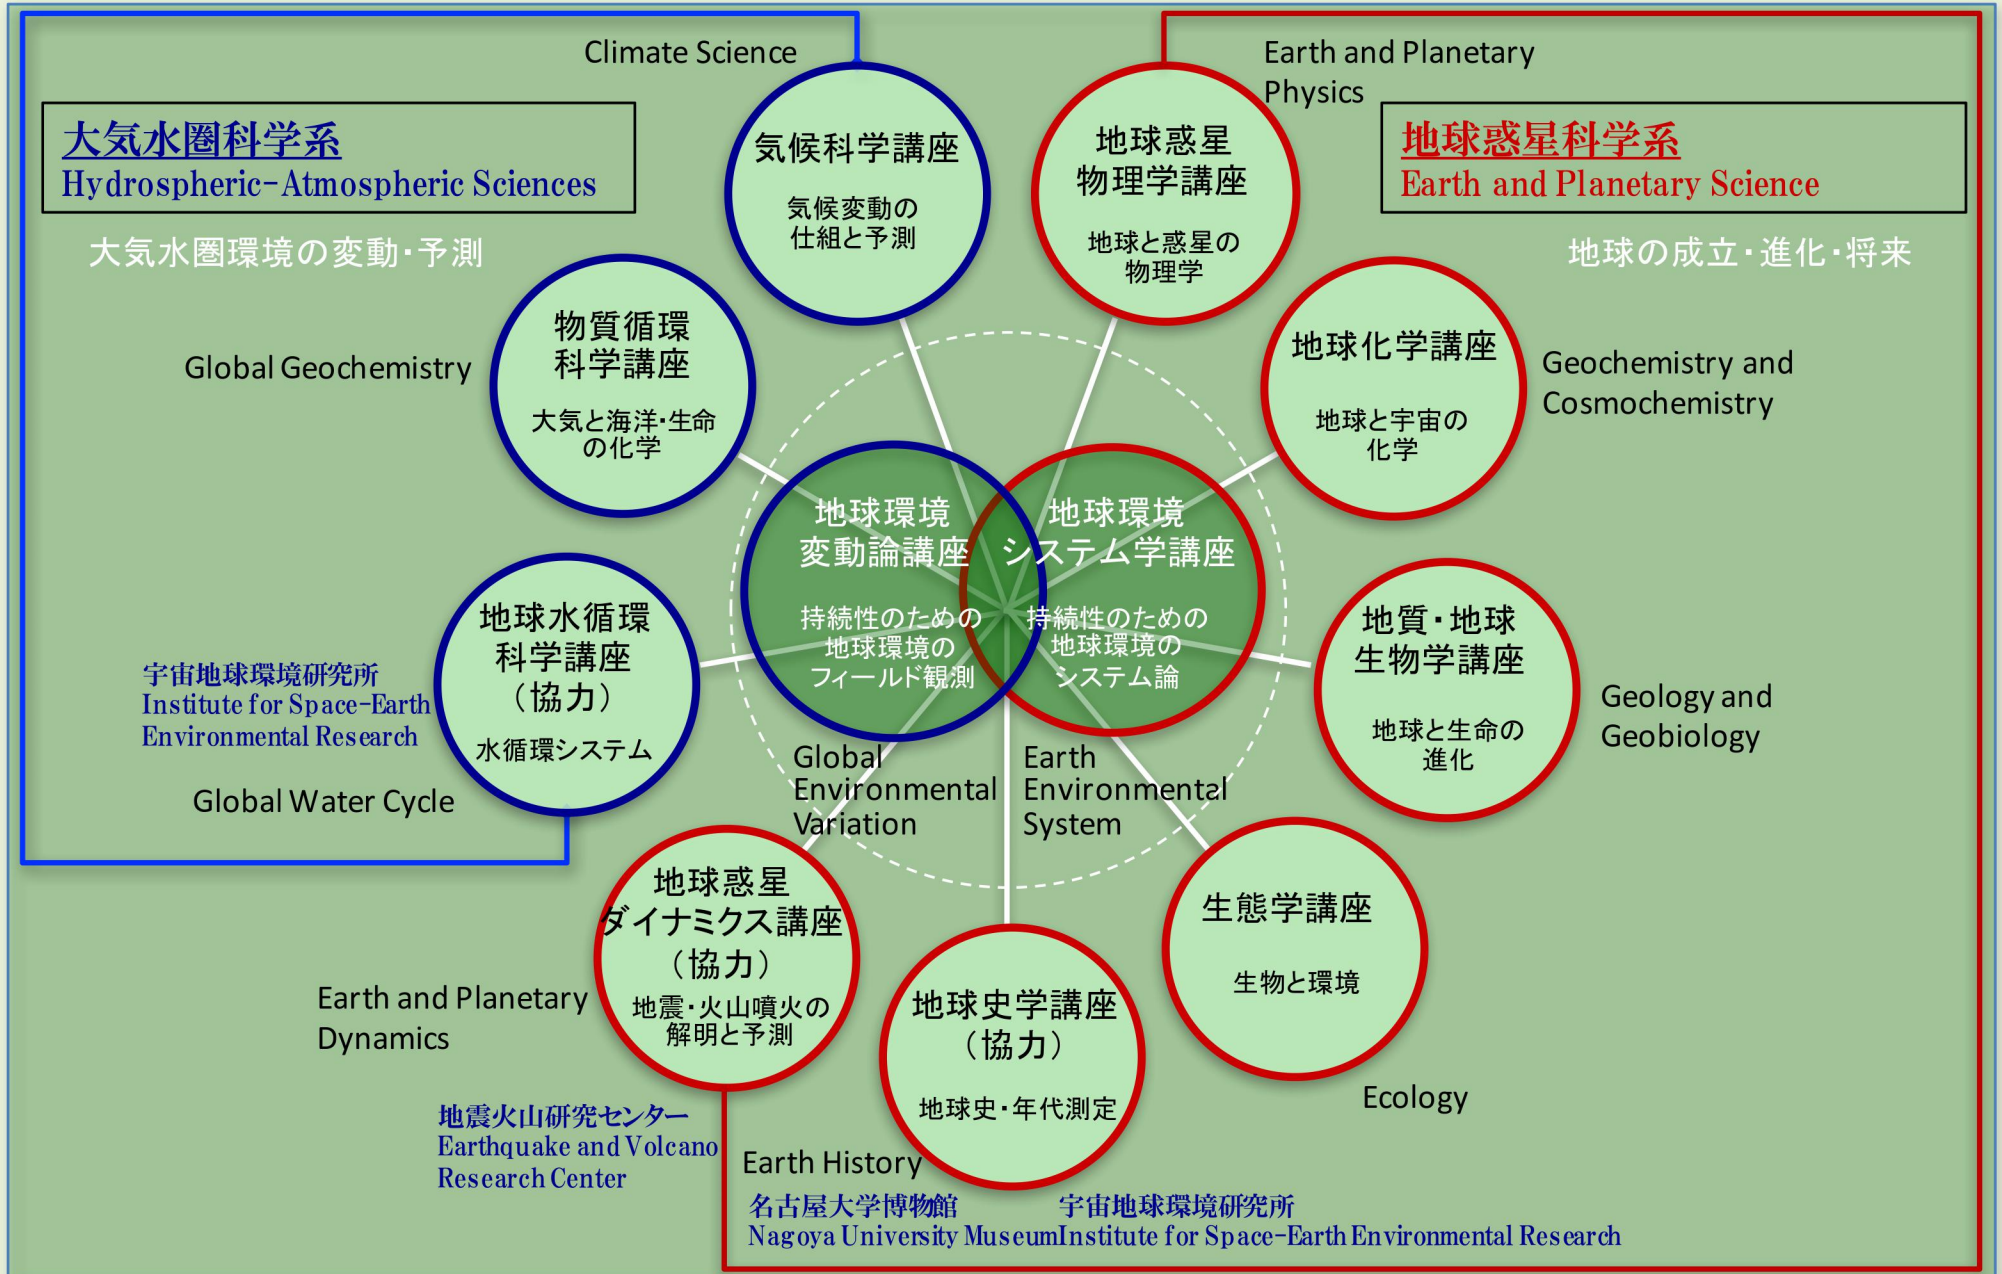 Climate Science
Earth and Planetary
Physics
大気水圏科学系
Hydrospheric-Atmospheric Sciences
大気水圏環境の変動・予測
地球惑星科学系
Earth and Planetary Science
地球の成立・進化・将来
気候科学講座
気候変動の
仕組と予測
地球惑星
物理学講座
地球と惑星の
物理学
Global Geochemistry
物質循環
科学講座
大気と海洋・生命
の化学
地球化学講座
地球と宇宙の
化学
Geochemistry and
Cosmochemistry
地球環境
変動論講座
持続性のための
地球環境の
フィールド観測
地球環境
システム学講座
持続性のための
地球環境の
システム論
宇宙地球環境研究所
Institute for Space-Earth
Environmental Research
Global Water Cycle
地球水循環
科学講座
（協力）
水循環システム
地質・地球
生物学講座
地球と生命の
進化
Geology and
Geobiology
Global
Environmental
Variation
Earth
Environmental
System
Earth and Planetary
Dynamics
地球惑星
ダイナミクス講座
（協力）
地震・火山噴火の
解明と予測
地球史学講座
（協力）
地球史・年代測定
生態学講座
生物と環境
Ecology
地震火山研究センター
Earthquake and Volcano
Research Center
Earth History
名古屋大学博物館
Nagoya University Museum
宇宙地球環境研究所
Institute for Space-Earth Environmental Research